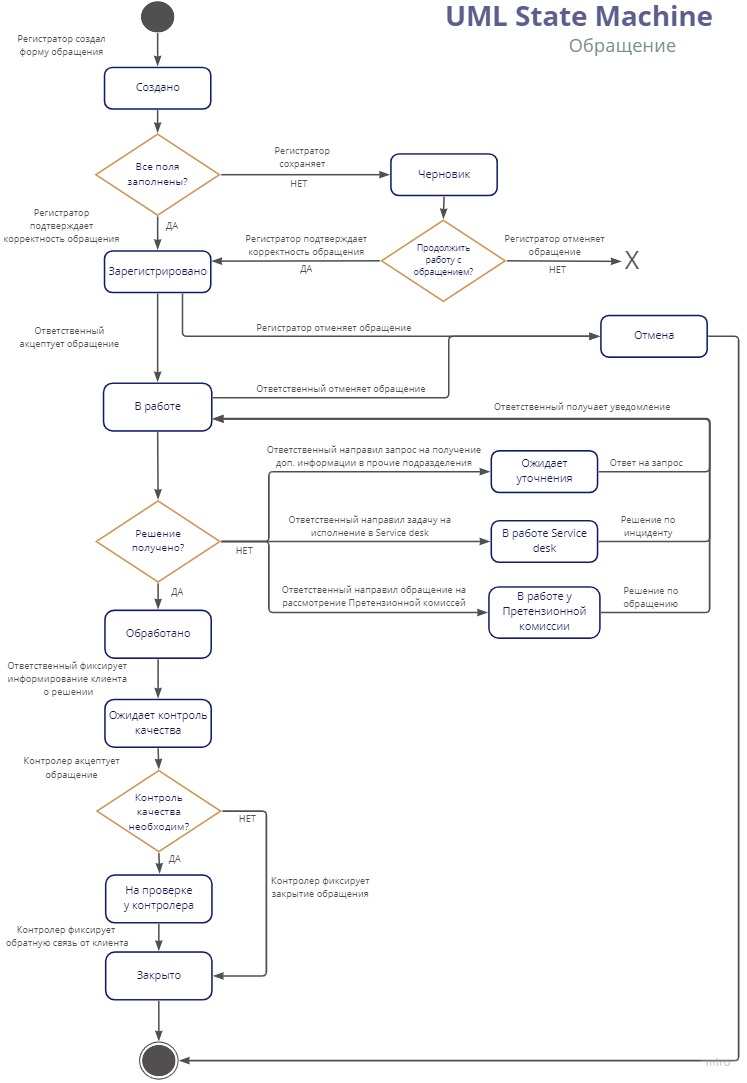 UML State Machine
Обращение
Регистратор создал
форму обращения
Создано
Все поля
заполнены?
Регистратор
сохраняет
НЕТ
Черновик
Регистратор
подтверждает
корректность обращения
ДА
Продолжить
работу с
обращением?
Регистратор подтверждает
корректность обращения
ДА
Регистратор отменяет
обращение
НЕТ
X
Зарегистрировано
Ответственный
акцептует обращение
Регистратор отменяет обращение
Отмена
Ответственный отменяет обращение
В работе
Ответственный получает уведомление
Ответственный направил запрос на получение
доп. информации в прочие подразделения
Ожидает
уточнения
Ответ на запрос
Решение
получено?
НЕТ
Ответственный направил задачу на
исполнение в Service desk
В работе Service
desk
Решение по
инциденту
ДА
Ответственный направил обращение на
рассмотрение Претензионной комиссей
В работе у
Претензионной
комиссии
Решение по
обращению
Обработано
Ответственный фиксирует
информирование клиента
о решении
Ожидает контроль
качества
Контролер акцептует
обращение
Контроль
качества
необходим?
НЕТ
ДА
Контролер фиксирует
закрытие обращения
На проверке
у контролера
Контролер фиксирует
обратную связь от клиента
Закрыто
miro